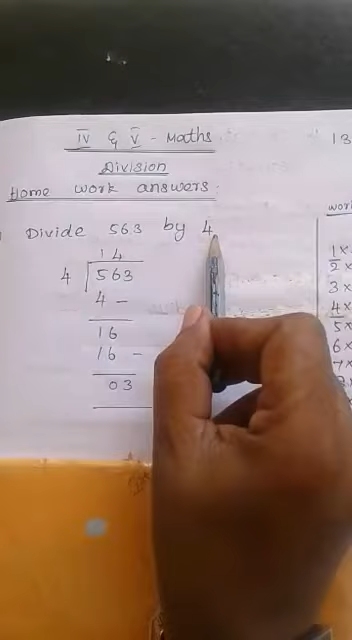 IV & V - Maths
Division
Home work answers:
Divide 563 by 4
14
4 563
4 -
16
16 -
03
13
work
1x
2x
3x
4x
5x
6x
7x